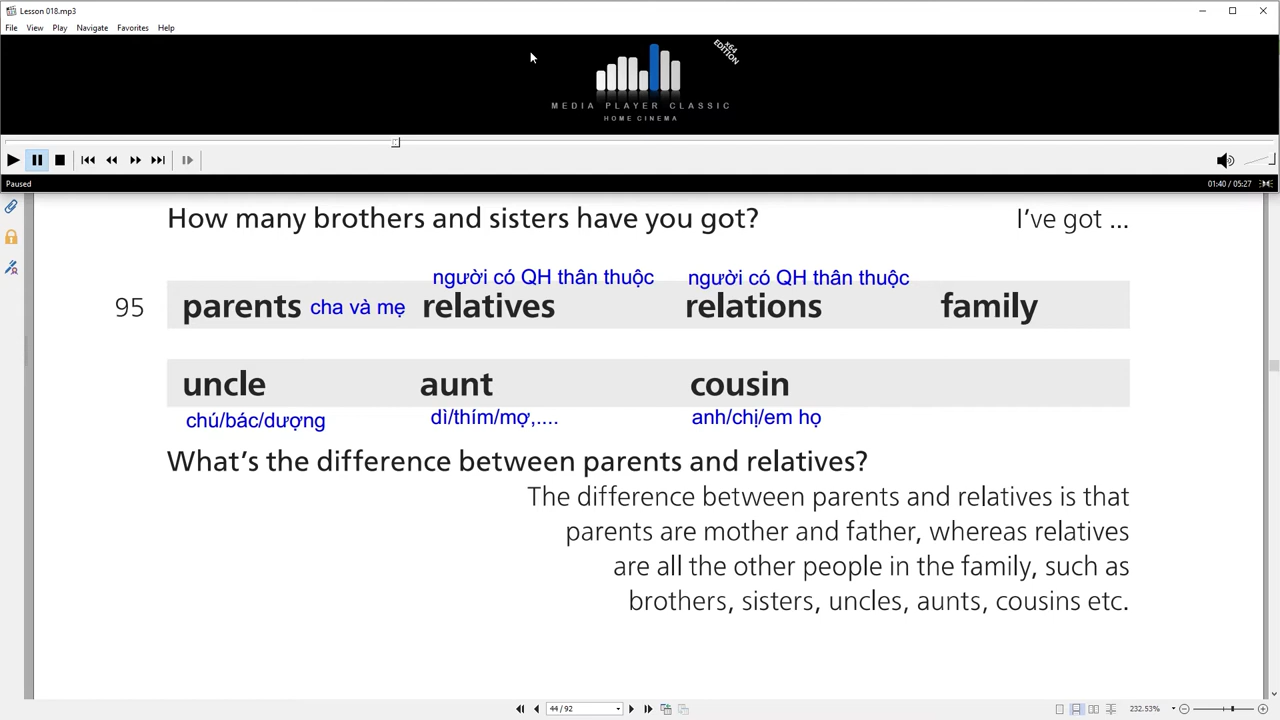 Lesson 018.mp3
File View Play Navigate Favorites Help
x64 EDITION
MEDIA PLAYER CLASSIC
HOME CINEMA
Paused
01:40 / 05:27
How many brothers and sisters have you got? I've got ...
người có QH thân thuộc người có QH thân thuộc
95 parents cha và mẹ relatives relations family
uncle aunt cousin
chú/bác/dượng dì/thím/mợ,.... anh/chị/em họ
What's the difference between parents and relatives?
The difference between parents and relatives is that
parents are mother and father, whereas relatives
are all the other people in the family, such as
brothers, sisters, uncles, aunts, cousins etc.
44 / 92 232.53%